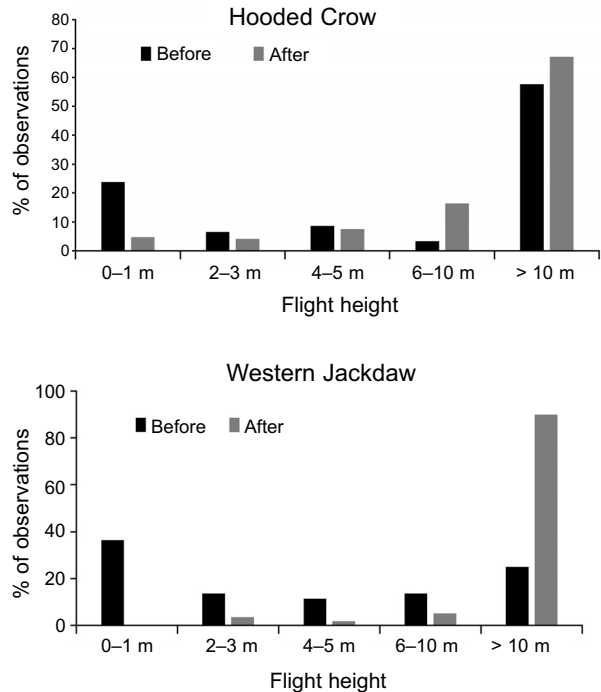 Hooded Crow
80
70
60
50
40
30
20
10
0
% of observations
Before After
0–1 m 2–3 m 4–5 m 6–10 m > 10 m
Flight height
Western Jackdaw
100
80
60
40
20
0
% of observations
Before After
0–1 m 2–3 m 4–5 m 6–10 m > 10 m
Flight height